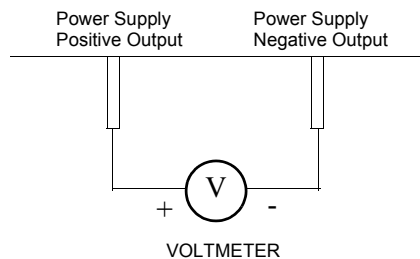 Power Supply
Positive Output
Power Supply
Negative Output
V
+
-
VOLTMETER